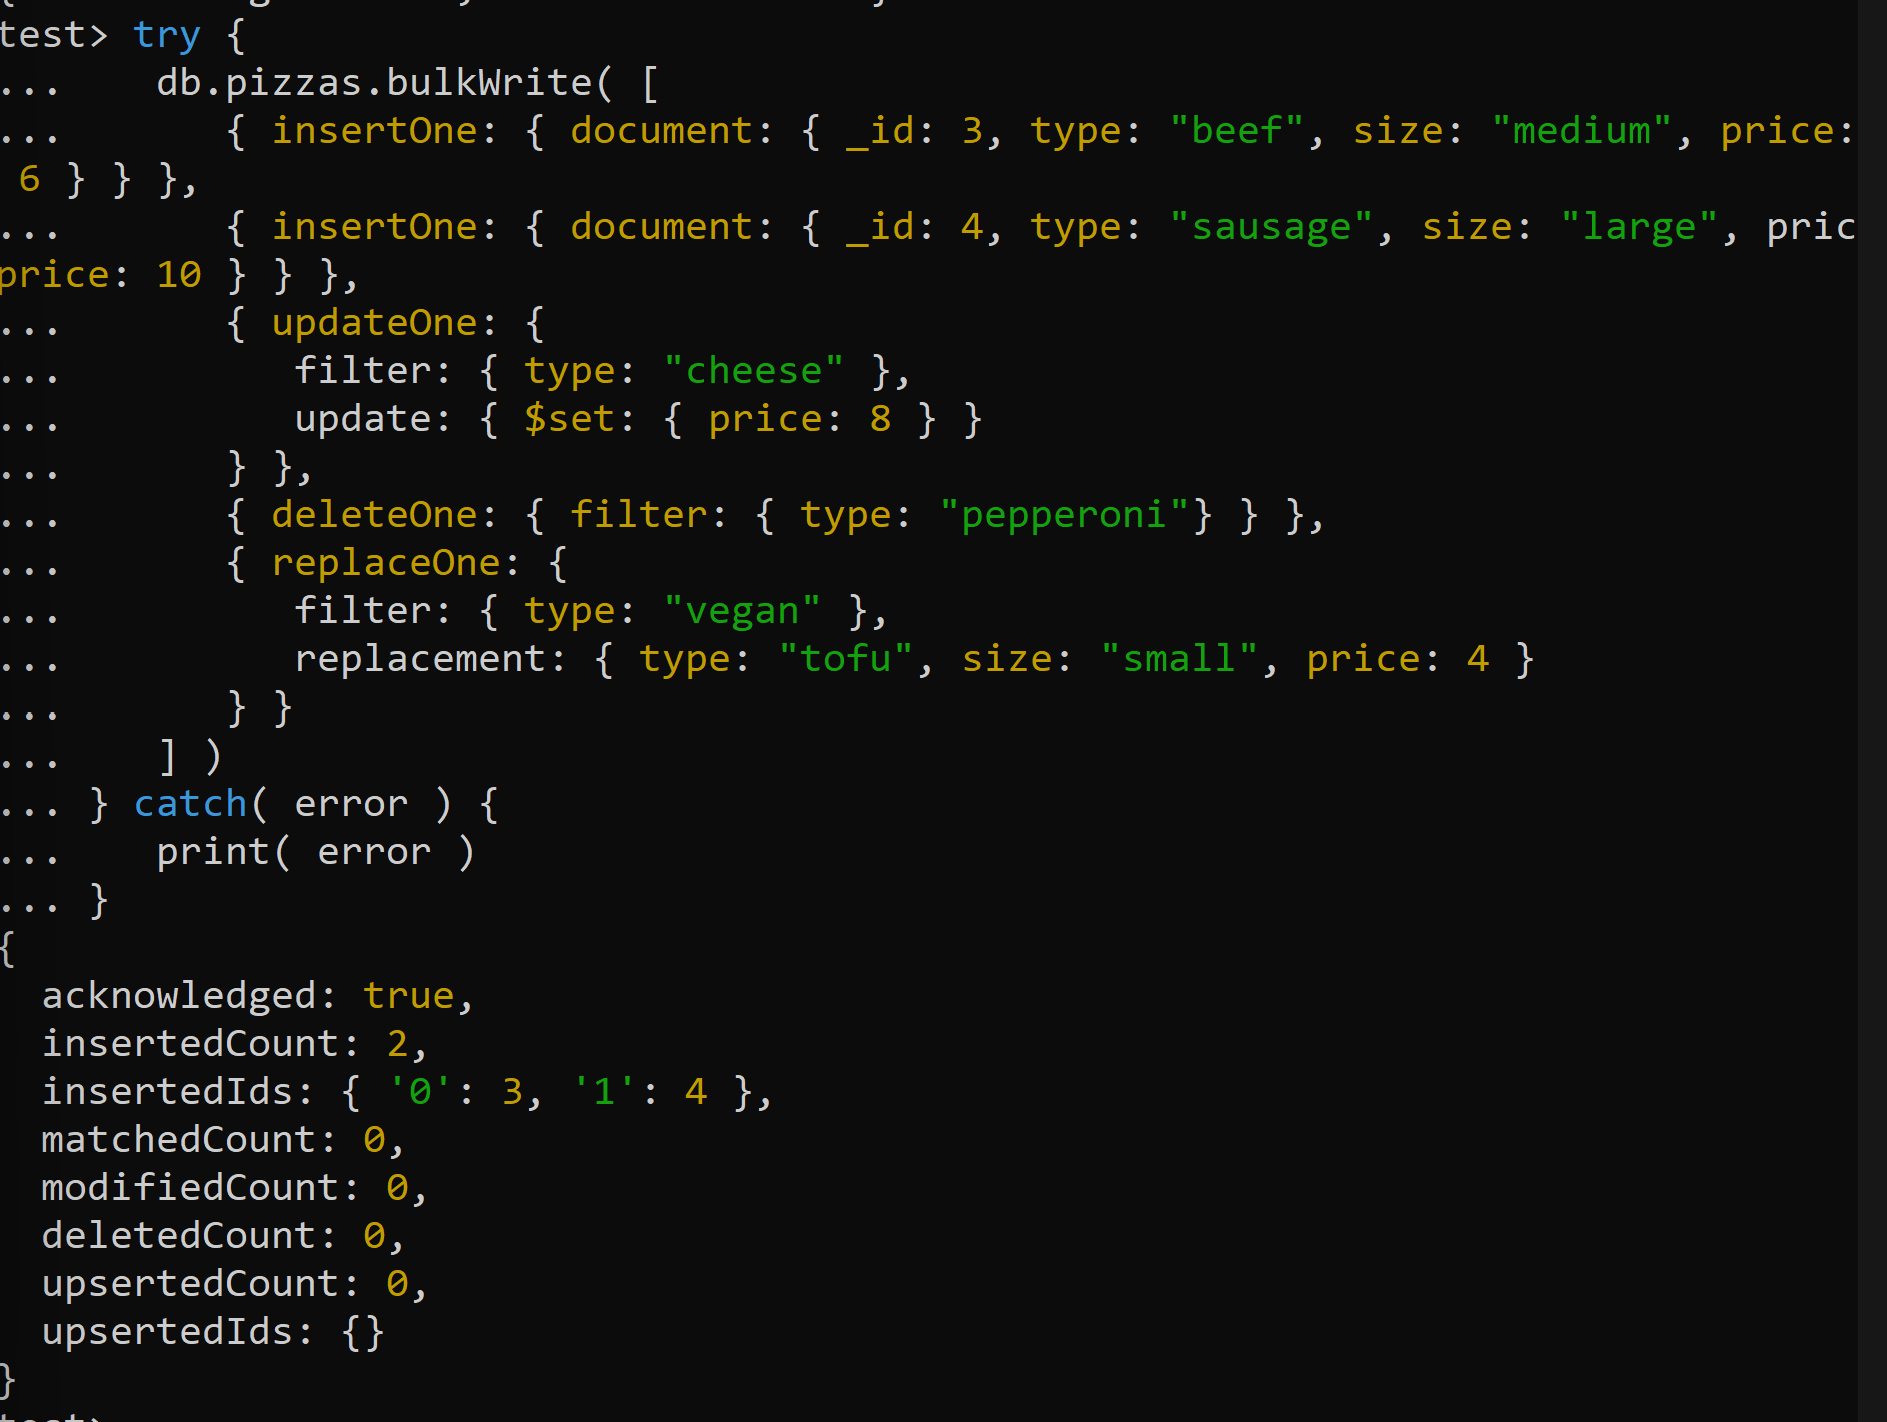 test> try {
...    db.pizzas.bulkWrite( [
...       { insertOne: { document: { _id: 3, type: "beef", size: "medium", price:
 6 } } },
...       { insertOne: { document: { _id: 4, type: "sausage", size: "large", pric
price: 10 } } },
...       { updateOne: {
...          filter: { type: "cheese" },
...          update: { $set: { price: 8 } }
...       } },
...       { deleteOne: { filter: { type: "pepperoni"} } },
...       { replaceOne: {
...          filter: { type: "vegan" },
...          replacement: { type: "tofu", size: "small", price: 4 }
...       } }
...    ] )
... } catch( error ) {
...    print( error )
... }
{
  acknowledged: true,
  insertedCount: 2,
  insertedIds: { '0': 3, '1': 4 },
  matchedCount: 0,
  modifiedCount: 0,
  deletedCount: 0,
  upsertedCount: 0,
  upsertedIds: {}
}
test>